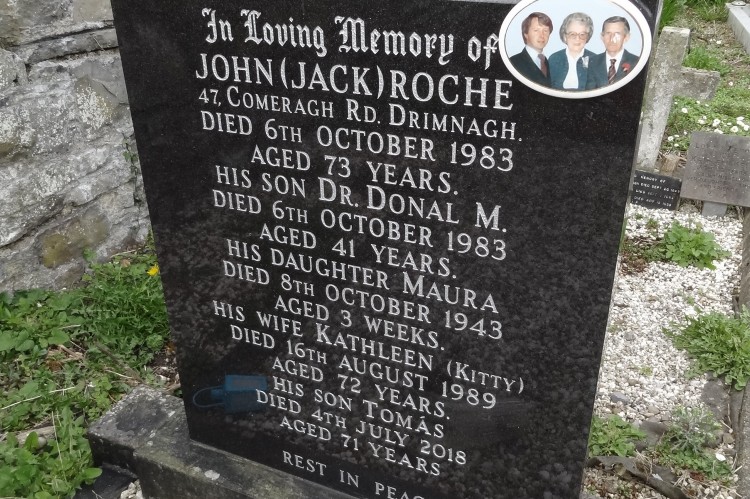 In Loving Memory of
JOHN (JACK) ROCHE
47, COMERAGH RD. DRIMNAGH.
DIED 6TH OCTOBER 1983
AGED 73 YEARS.
HIS SON DR. DONAL M.
DIED 6TH OCTOBER 1983
AGED 41 YEARS.
HIS DAUGHTER MAURA
DIED 8TH OCTOBER 1943
AGED 3 WEEKS.
HIS WIFE KATHLEEN (KITTY)
DIED 16TH AUGUST 1989
AGED 72 YEARS.
HIS SON TOMÁS
DIED 4TH JULY 2018
AGED 71 YEARS
REST IN PEAC